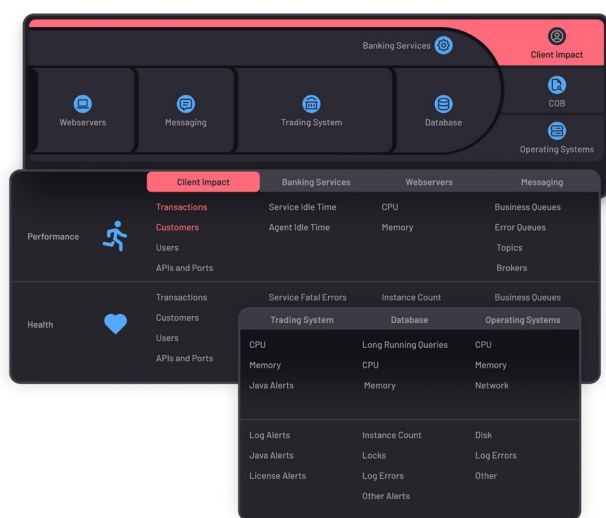 Banking Services
Client impact
Webservers
Messaging
Trading System
Database
COB
Operating Systems
Client impact Banking Services Webservers Messaging
Performance
Transactions Service Idle Time CPU Business Queues
Customers Agent Idle Time Memory Error Queues
Users Topics
APIs and Ports Brokers
Health
Transactions Service Fatal Errors Instance Count Business Queues
Customers
Users
APIs and Ports
Trading System Database Operating Systems
CPU Long Running Queries CPU
Memory CPU Memory
Java Alerts Memory Network
Log Alerts Instance Count Disk
Java Alerts Locks Log Errors
License Alerts Log Errors Other
Other Alerts